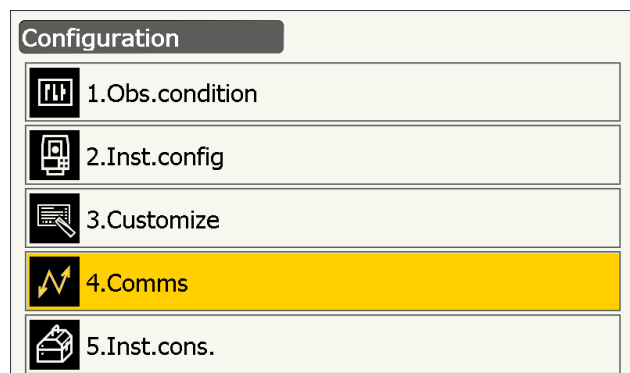 Configuration
1.Obs.condition
2.Inst.config
3.Customize
4.Comms
5.Inst.cons.